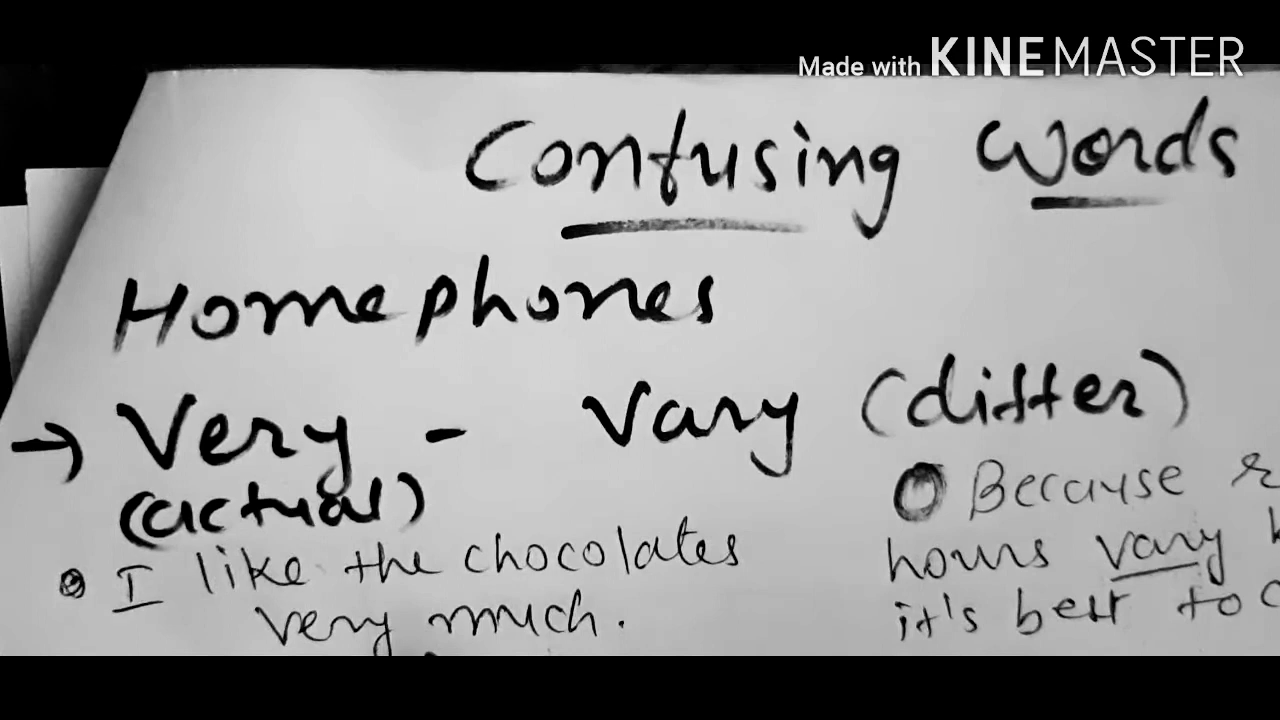 Made with KINEMASTER
Confusing Words
Homephones
→ Very - Vary (differ)
(actual)
I like the chocolates
very much.
Because
hours vary
it's best to